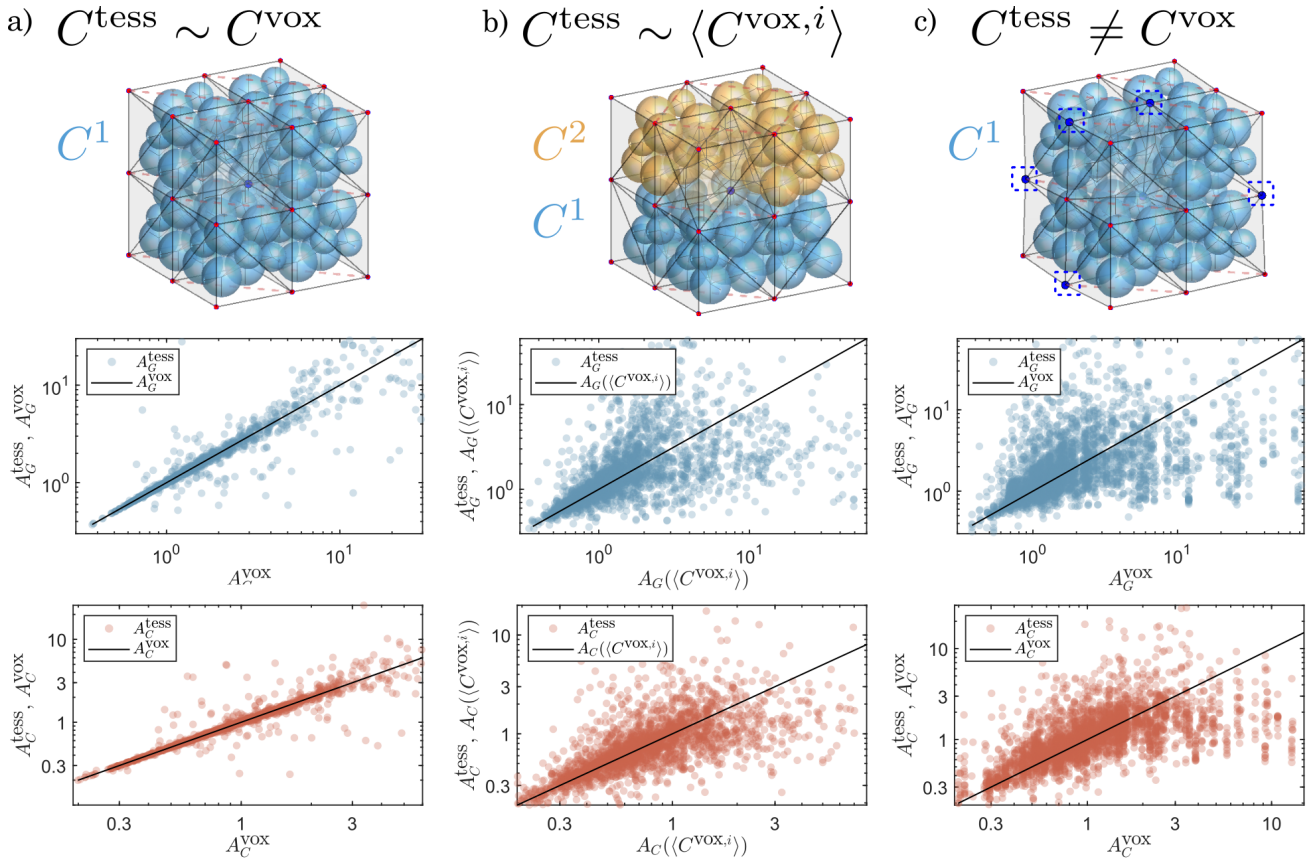 a) C^tess ∼ C^vox
b) C^tess ∼ ⟨C^vox,i⟩
c) C^tess ≠ C^vox
C^1
C^2
C^1
C^1
A_G^tess
A_G^vox
A_G^tess , A_G^vox
10^1
10^0
10^0 10^1
A_G^vox
A_G^tess
A_G(⟨C^vox,i⟩)
A_G^tess , A_G(⟨C^vox,i⟩)
10^1
10^0
10^0 10^1
A_G(⟨C^vox,i⟩)
A_G^tess
A_G^vox
A_G^tess , A_G^vox
10^1
10^0
10^0 10^1
A_G^vox
A_C^tess
A_C^vox
A_C^tess , A_C^vox
10
3
1
0.3
0.3 1 3
A_C^vox
A_C^tess
A_C(⟨C^vox,i⟩)
A_C^tess , A_C(⟨C^vox,i⟩)
10
3
1
0.3
0.3 1 3
A_C(⟨C^vox,i⟩)
A_C^tess
A_C^vox
A_C^tess , A_C^vox
10
3
1
0.3
0.3 1 3 10
A_C^vox